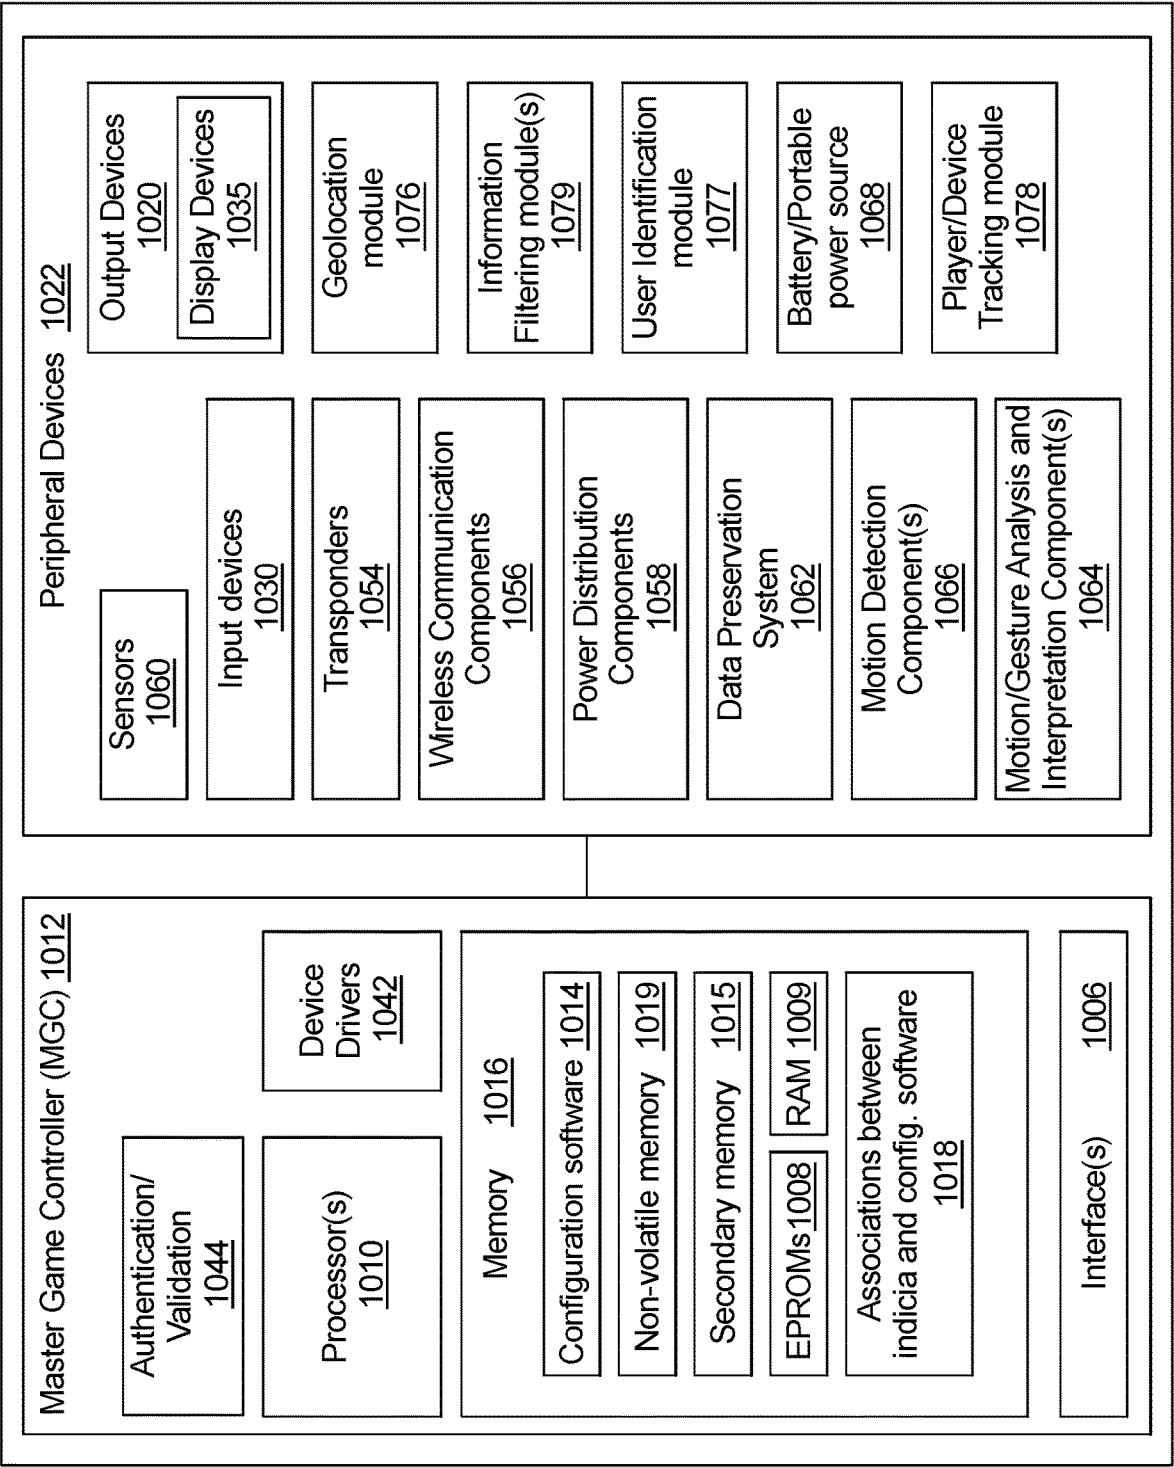 Master Game Controller (MGC) 1012
Authentication/
Validation
1044
Processor(s)
1010
Device
Drivers
1042
Memory 1016
Configuration software 1014
Non-volatile memory 1019
Secondary memory 1015
EPROMs1008
RAM 1009
Associations between
indicia and config. software
1018
Interface(s) 1006
Peripheral Devices 1022
Sensors
1060
Input devices
1030
Transponders
1054
Wireless Communication
Components
1056
Power Distribution
Components
1058
Data Preservation
System
1062
Motion Detection
Component(s)
1066
Motion/Gesture Analysis and
Interpretation Component(s)
1064
Output Devices
1020
Display Devices
1035
Geolocation
module
1076
Information
Filtering module(s)
1079
User Identification
module
1077
Battery/Portable
power source
1068
Player/Device
Tracking module
1078